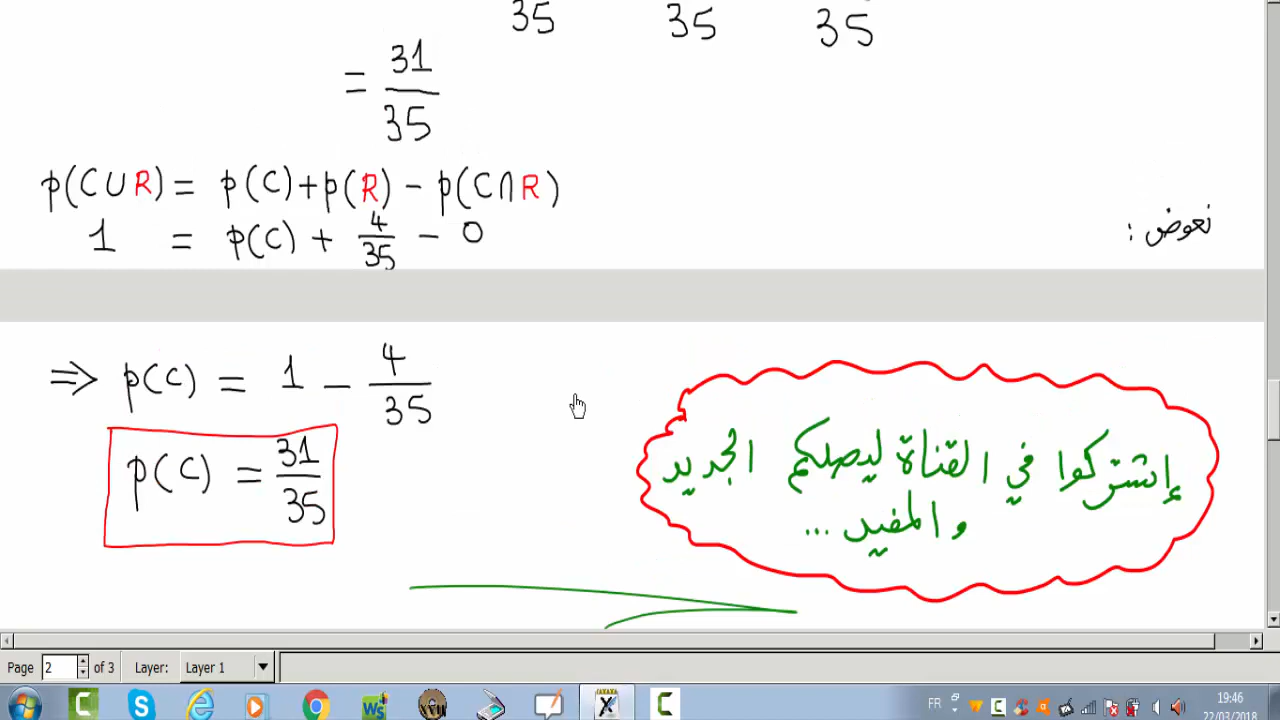 35 35 35
= 31/35
p(C∪R) = p(C)+p(R) - p(C∩R)
1 = p(C) + 4/35 - 0
نعوض :
⇒ p(C) = 1 - 4/35
p(C) = 31/35
إشتركوا في القناة ليصلكم الجديد
والمفيد ...
Page 2 of 3 Layer: Layer 1
FR 19:46
22/03/2018